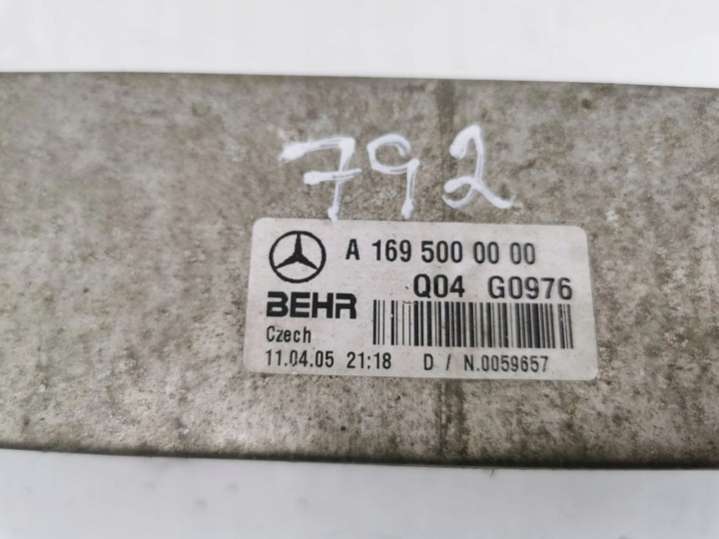 792
A 169 500 00 00
Q04 G0976
BEHR
Czech
11.04.05 21:18 D / N.0059657